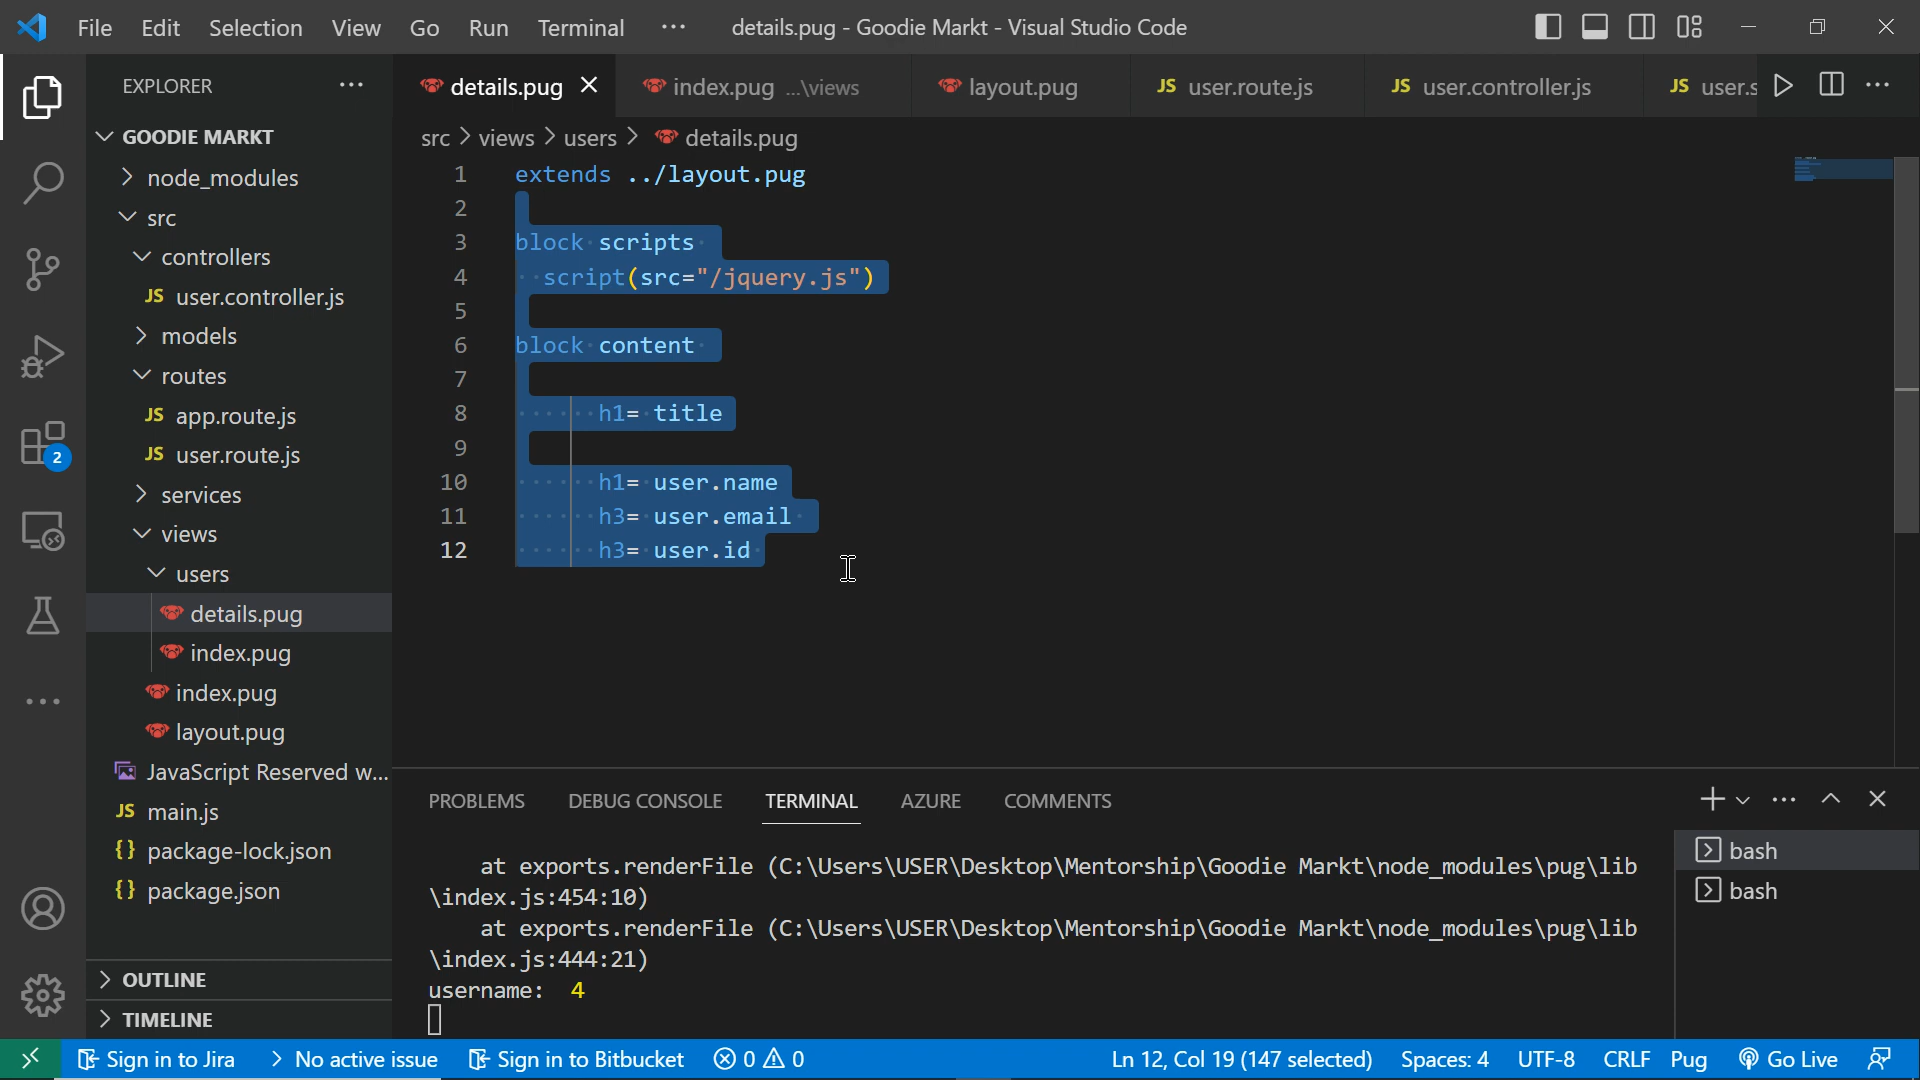 File Edit Selection View Go Run Terminal ··· details.pug - Goodie Markt - Visual Studio Code
EXPLORER
details.pug index.pug ...\views layout.pug JS user.route.js JS user.controller.js JS user.s
src > views > users > details.pug
GOODIE MARKT
node_modules
src
controllers
JS user.controller.js
models
routes
JS app.route.js
JS user.route.js
services
views
users
details.pug
index.pug
index.pug
layout.pug
JavaScript Reserved w...
JS main.js
{} package-lock.json
{} package.json
OUTLINE
TIMELINE
2
1 extends ../layout.pug
2
3 block scripts
4 script(src="/jquery.js")
5
6 block content
7
8 h1= title
9
10 h1= user.name
11 h3= user.email
12 h3= user.id
PROBLEMS DEBUG CONSOLE TERMINAL AZURE COMMENTS
at exports.renderFile (C:\Users\USER\Desktop\Mentorship\Goodie Markt\node_modules\pug\lib
\index.js:454:10)
at exports.renderFile (C:\Users\USER\Desktop\Mentorship\Goodie Markt\node_modules\pug\lib
\index.js:444:21)
username: 4
bash
bash
Sign in to Jira > No active issue Sign in to Bitbucket 0 0 Ln 12, Col 19 (147 selected) Spaces: 4 UTF-8 CRLF Pug Go Live